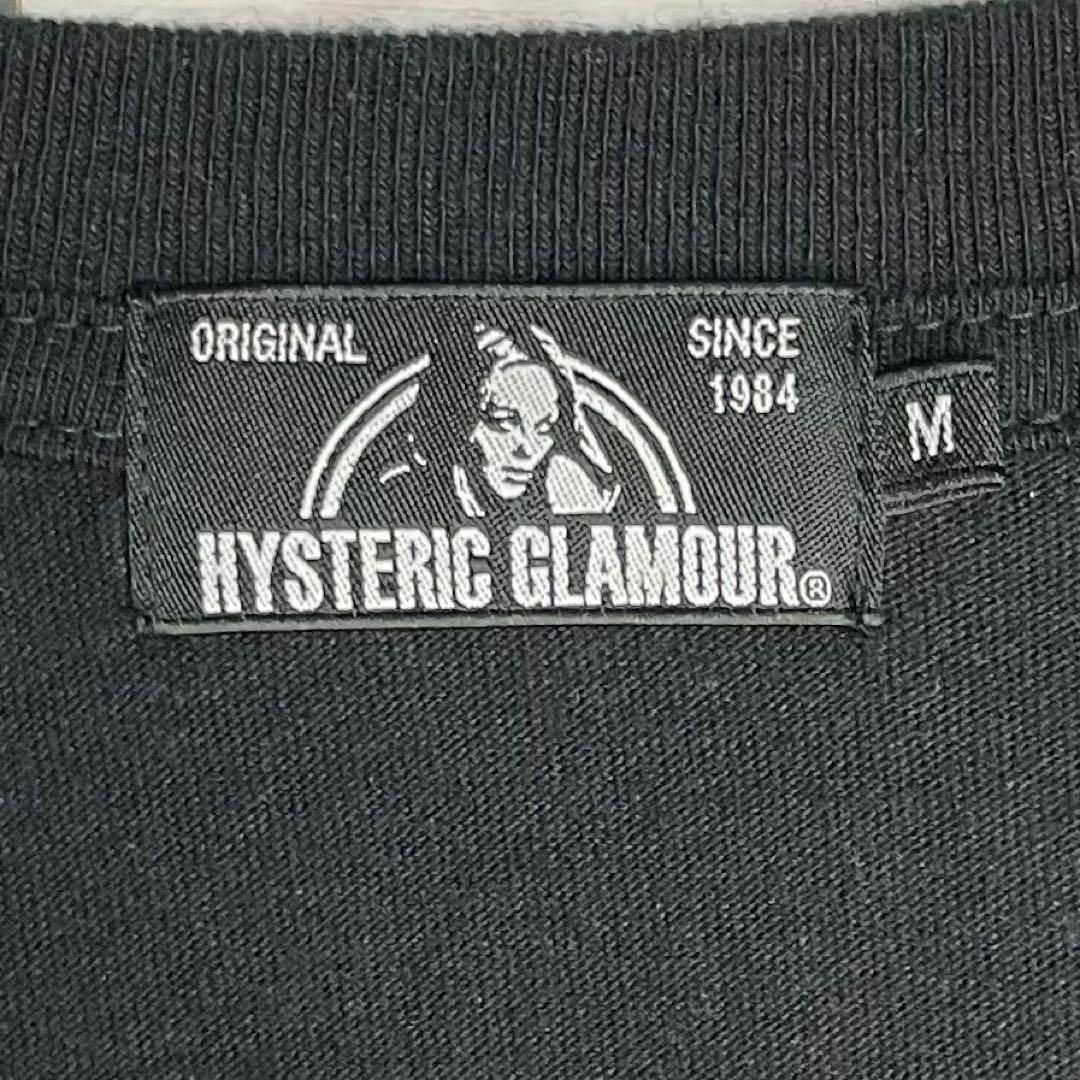 ORIGINAL
SINCE
1984
M
HYSTERIC GLAMOUR®